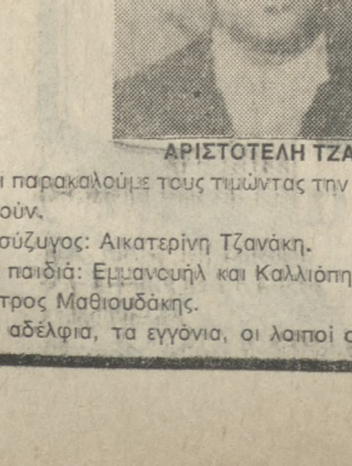 ΑΡΙΣΤΟΤΕΛΗ ΤΖΑ
ι παρακαλούμε τους τιμώντας την
ούν.
σύζυγος: Αικατερίνη Τζανάκη.
παιδιά: Εμμανουήλ και Καλλιόπη
τρος Μαθιουδάκης.
αδέλφια, τα εγγόνια, οι λοιποί σ